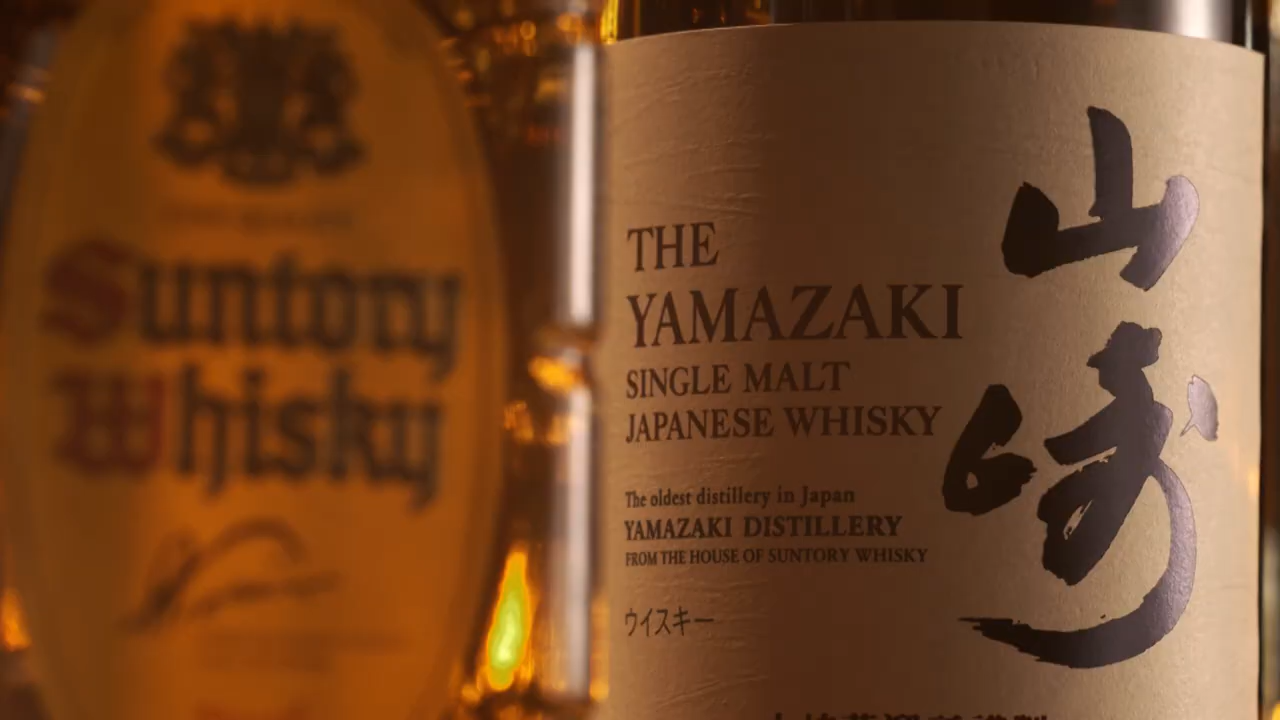 Suntory
Whisky
THE
YAMAZAKI
SINGLE MALT
JAPANESE WHISKY
The oldest distillery in Japan
YAMAZAKI DISTILLERY
FROM THE HOUSE OF SUNTORY WHISKY
ウイスキー
山崎